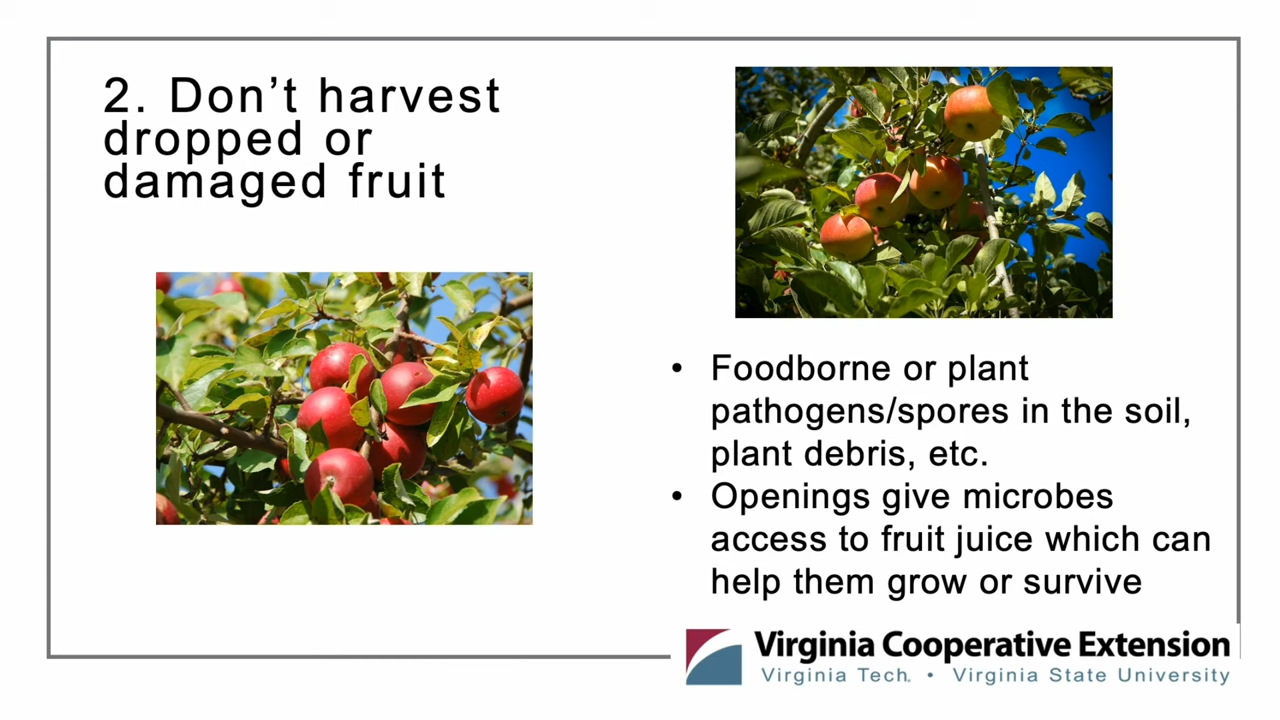 2. Don’t harvest
dropped or
damaged fruit
• Foodborne or plant
pathogens/spores in the soil,
plant debris, etc.
• Openings give microbes
access to fruit juice which can
help them grow or survive
Virginia Cooperative Extension
Virginia Tech. • Virginia State University